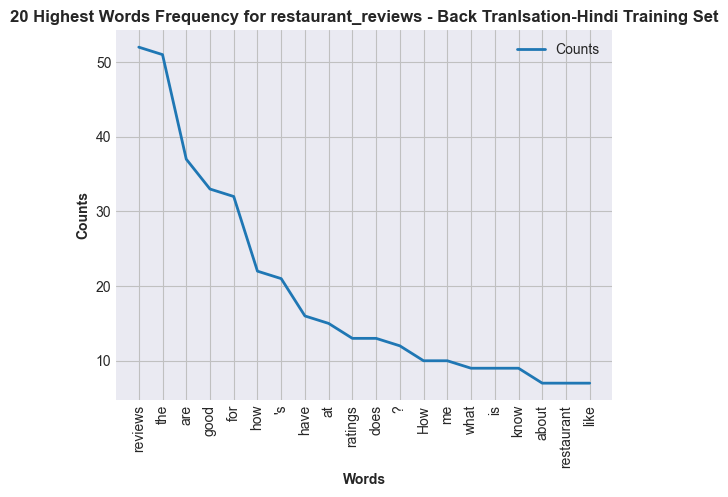 20 Highest Words Frequency for restaurant_reviews - Back Tranlsation-Hindi Training Set
Counts
Counts
50
40
30
20
10
reviews
the
are
good
for
how
's
have
at
ratings
does
?
How
me
what
is
know
about
restaurant
like
Words